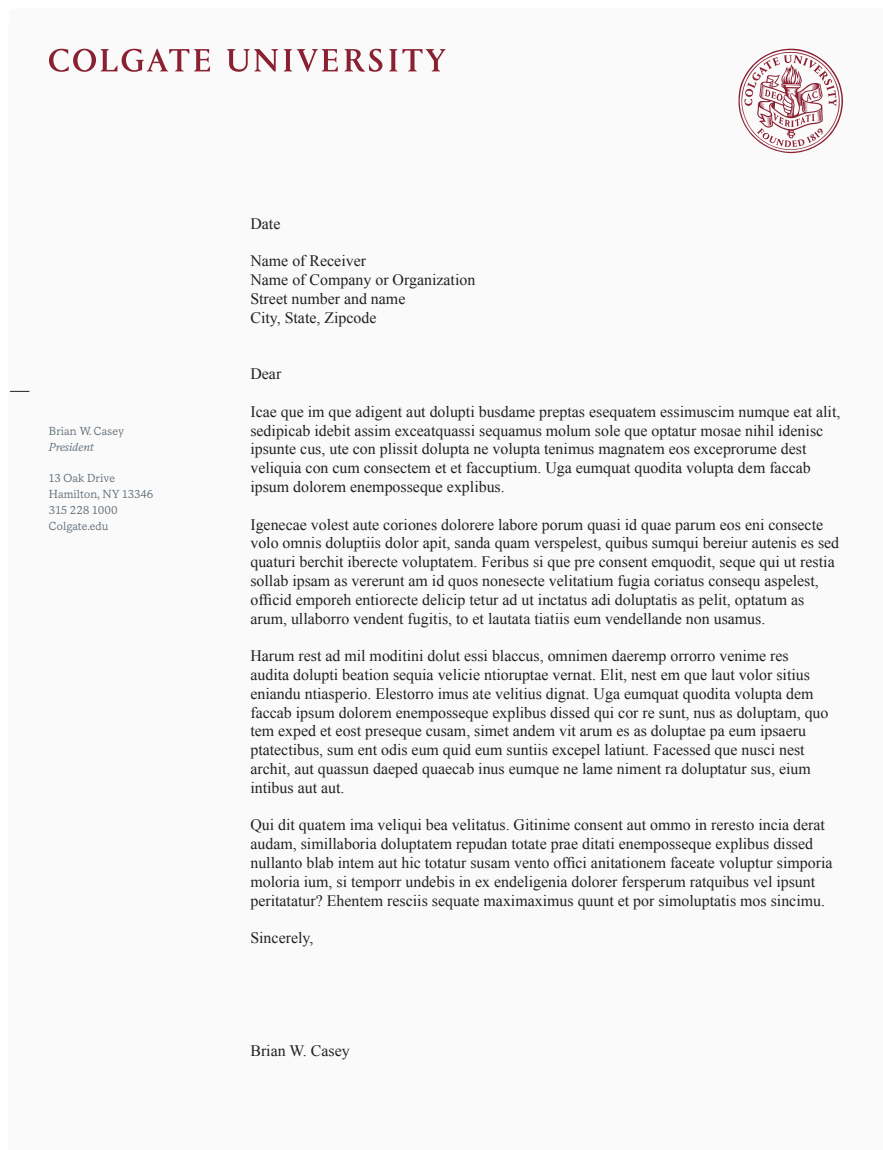 COLGATE UNIVERSITY
COLGATE UNIVERSITY
DEO AC
VERITATI
FOUNDED 1819
Date
Name of Receiver
Name of Company or Organization
Street number and name
City, State, Zipcode
Dear
Brian W. Casey
President
13 Oak Drive
Hamilton, NY 13346
315 228 1000
Colgate.edu
Icae que im que adigent aut dolupti busdame preptas esequatem essimuscim numque eat alit,
sedipicab idebit assim exceatquassi sequamus molum sole que optatur mosae nihil idenisc
ipsunte cus, ute con plissit dolupta ne volupta tenimus magnatem eos exceprorume dest
veliquia con cum consectem et et faccuptium. Uga eumquat quodita volupta dem faccab
ipsum dolorem enemposseque explibus.
Igenecae volest aute coriones dolorere labore porum quasi id quae parum eos eni consecte
volo omnis doluptiis dolor apit, sanda quam verspelest, quibus sumqui bereiur autenis es sed
quaturi berchit iberecte voluptatem. Feribus si que pre consent emquodit, seque qui ut restia
sollab ipsam as vererunt am id quos nonesecte velitatium fugia coriatus consequ aspelest,
officid emporeh entiorecte delicip tetur ad ut inctatus adi doluptatis as pelit, optatum as
arum, ullaborro vendent fugitis, to et lautata tiatiis eum vendellande non usamus.
Harum rest ad mil moditini dolut essi blaccus, omnimen daeremp orrorro venime res
audita dolupti beation sequia velicie ntioruptae vernat. Elit, nest em que laut volor sitius
eniandu ntiasperio. Elestorro imus ate velitius dignat. Uga eumquat quodita volupta dem
faccab ipsum dolorem enemposseque explibus dissed qui cor re sunt, nus as doluptam, quo
tem exped et eost preseque cusam, simet andem vit arum es as doluptae pa eum ipsaeru
ptatectibus, sum ent odis eum quid eum suntiis excepel latiunt. Facessed que nusci nest
archit, aut quassun daeped quaecab inus eumque ne lame niment ra doluptatur sus, eium
intibus aut aut.
Qui dit quatem ima veliqui bea velitatus. Gitinime consent aut ommo in reresto incia derat
audam, simillaboria doluptatem repudan totate prae ditati enemposseque explibus dissed
nullanto blab intem aut hic totatur susam vento offici anitationem faceate voluptur simporia
moloria ium, si temporr undebis in ex endeligenia dolorer fersperum ratquibus vel ipsunt
peritatatur? Ehentem resciis sequate maximaximus quunt et por simoluptatis mos sincimu.
Sincerely,
Brian W. Casey